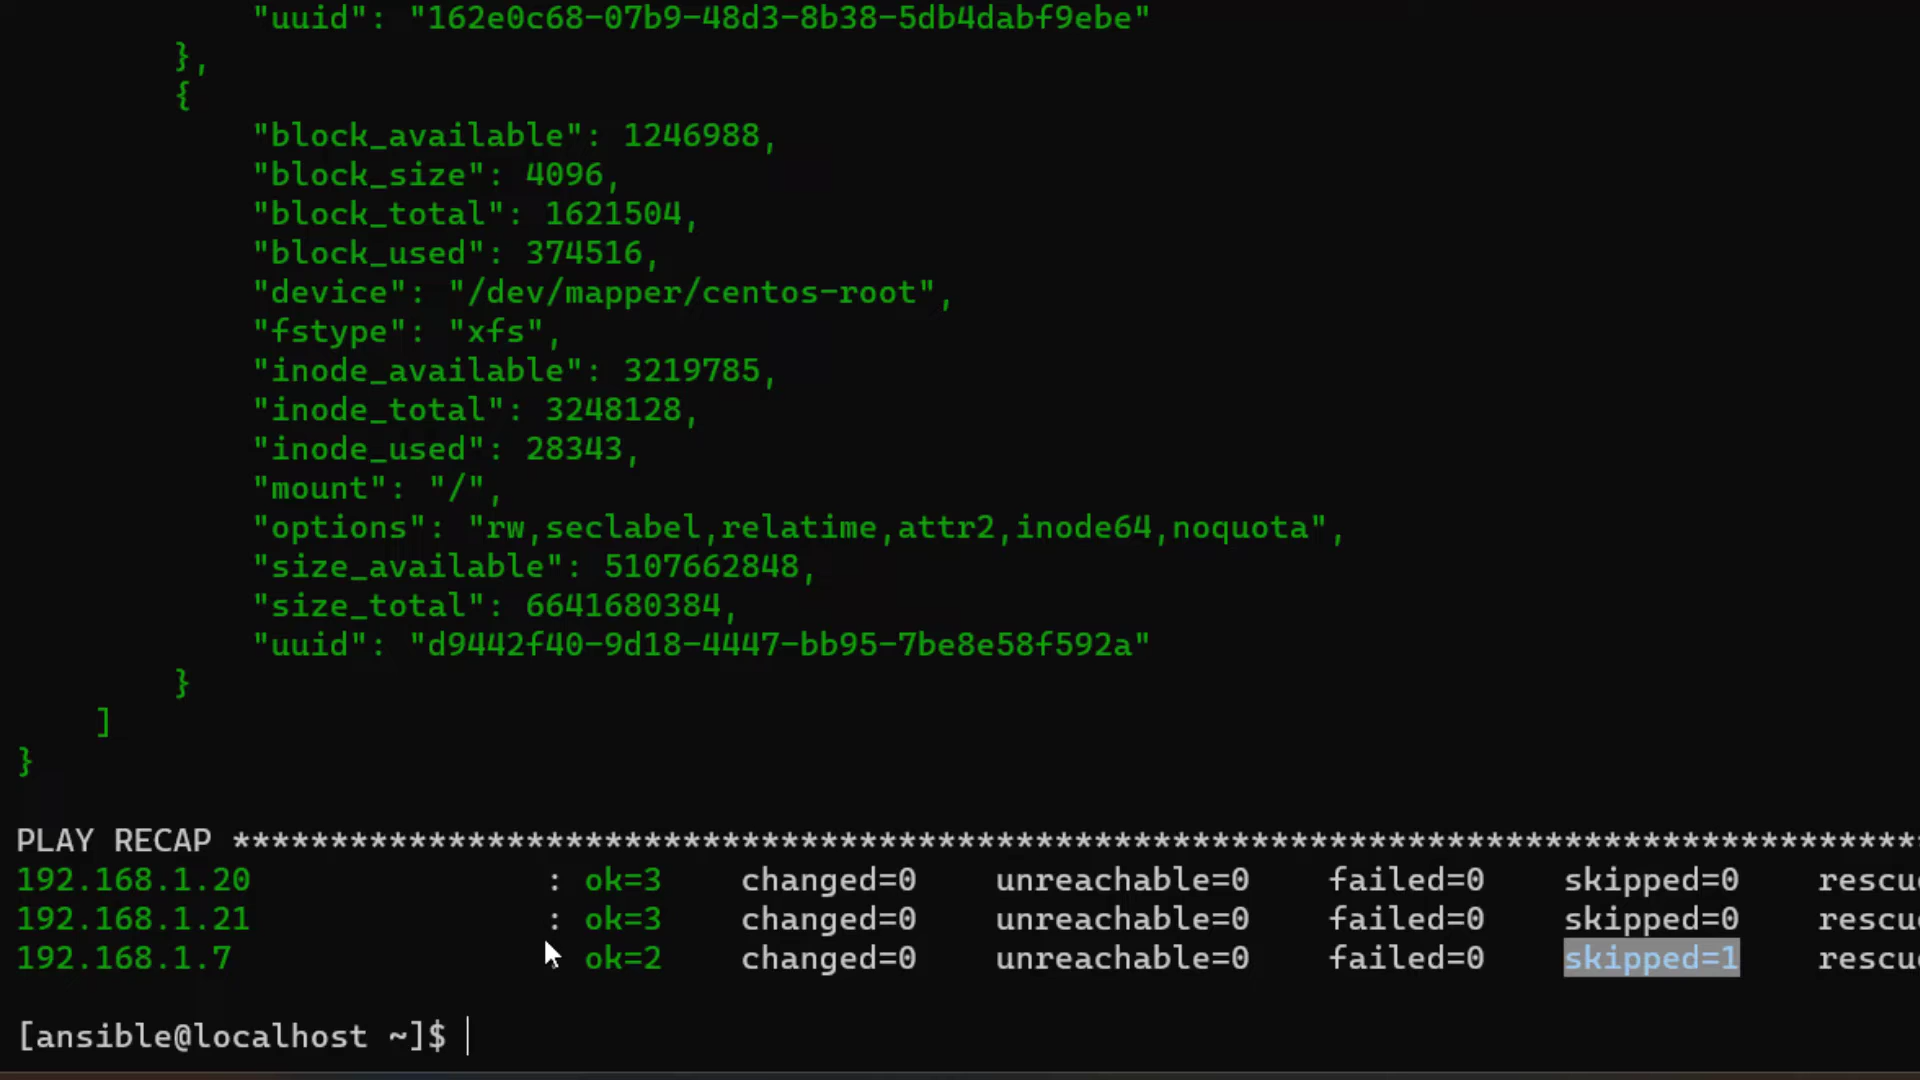 "uuid": "162e0c68-07b9-48d3-8b38-5db4dabf9ebe"
},
{
"block_available": 1246988,
"block_size": 4096,
"block_total": 1621504,
"block_used": 374516,
"device": "/dev/mapper/centos-root",
"fstype": "xfs",
"inode_available": 3219785,
"inode_total": 3248128,
"inode_used": 28343,
"mount": "/",
"options": "rw,seclabel,relatime,attr2,inode64,noquota",
"size_available": 5107662848,
"size_total": 6641680384,
"uuid": "d9442f40-9d18-4447-bb95-7be8e58f592a"
}
]
}
PLAY RECAP **************************************************************************************
192.168.1.20 : ok=3 changed=0 unreachable=0 failed=0 skipped=0 rescue
192.168.1.21 : ok=3 changed=0 unreachable=0 failed=0 skipped=0 rescue
192.168.1.7 : ok=2 changed=0 unreachable=0 failed=0 skipped=1 rescue
[ansible@localhost ~]$